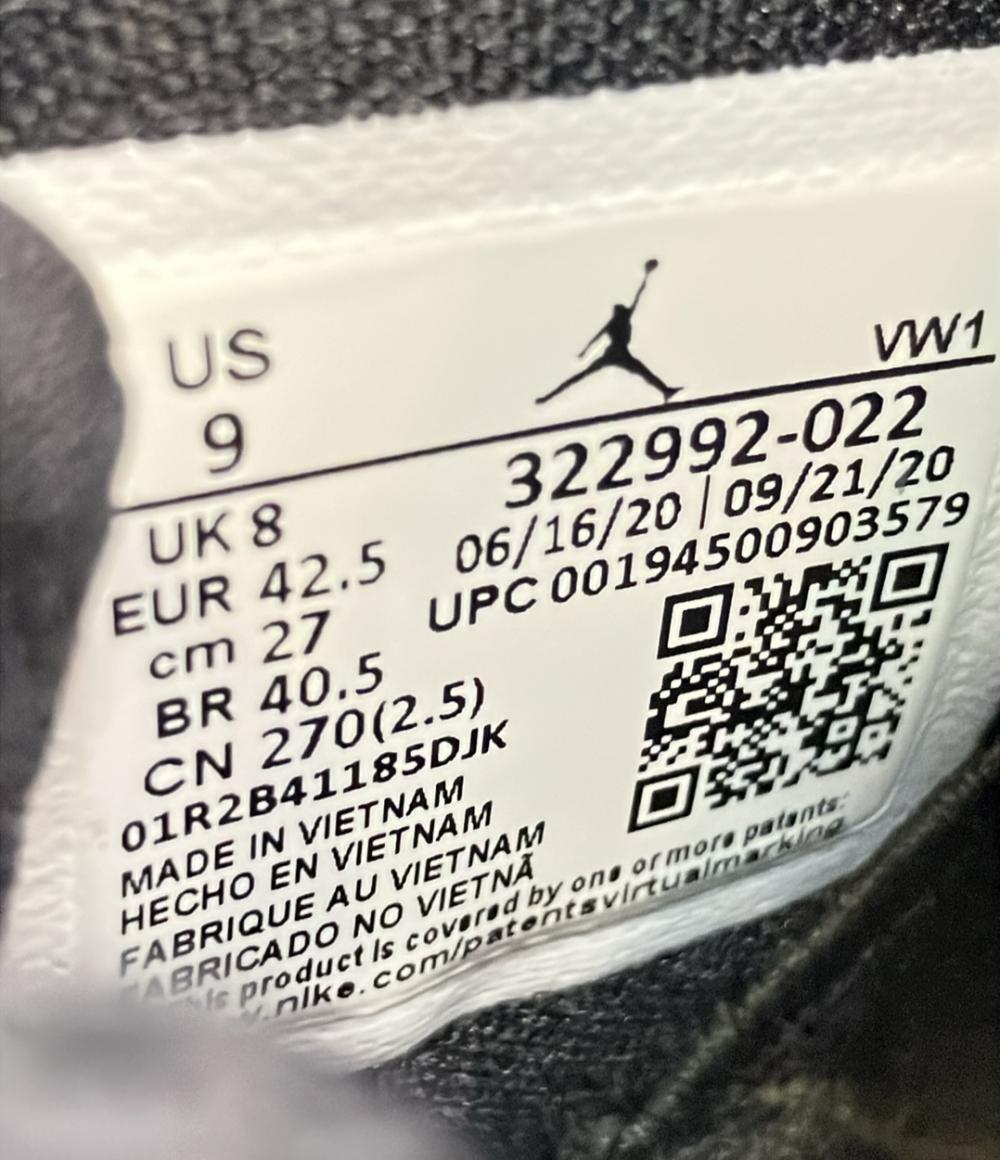 US
9
VW1
322992-022
06/16/20 | 09/21/20
UPC 00194500903579
UK 8
EUR 42.5
cm 27
BR 40.5
CN 270(2.5)
01R2B41185DJK
MADE IN VIETNAM
HECHO EN VIETNAM
FABRIQUE AU VIETNAM
FABRICADO NO VIETNÃ
product is covered by one or more patents:
.nike.com/patentsvirtualmarking